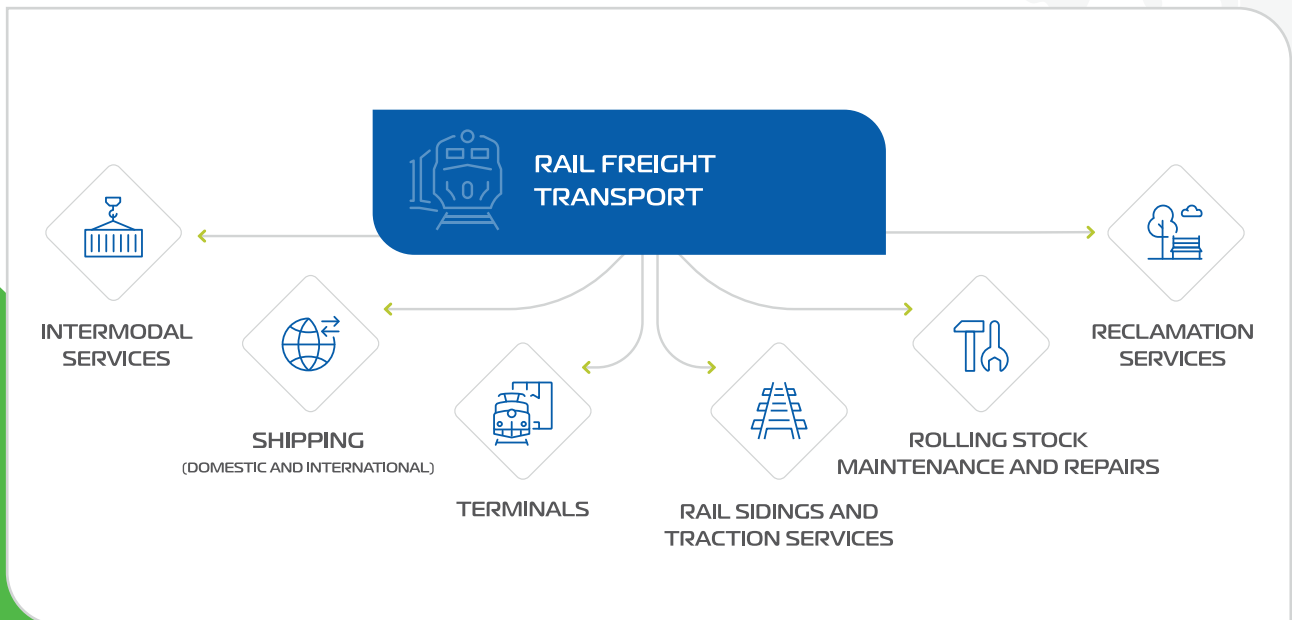 RAIL FREIGHT
TRANSPORT
INTERMODAL
SERVICES
SHIPPING
(DOMESTIC AND INTERNATIONAL)
TERMINALS
RAIL SIDINGS AND
TRACTION SERVICES
ROLLING STOCK
MAINTENANCE AND REPAIRS
RECLAMATION
SERVICES